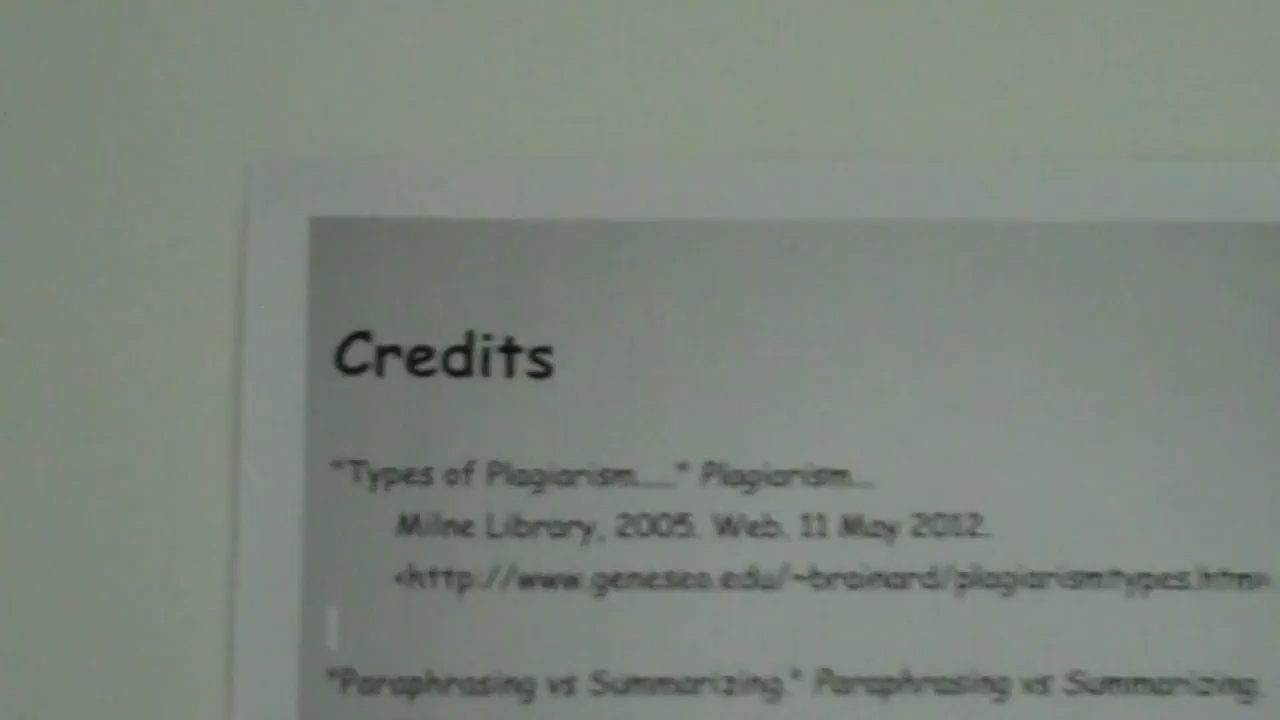 Credits
"Types of Plagiarism....." Plagiarism...
Milne Library, 2005. Web. 11 May 2012.
<http://www.geneseo.edu/~brainard/plagiarismtypes.htm>
"Paraphrasing vs Summarizing." Paraphrasing vs Summarizing.